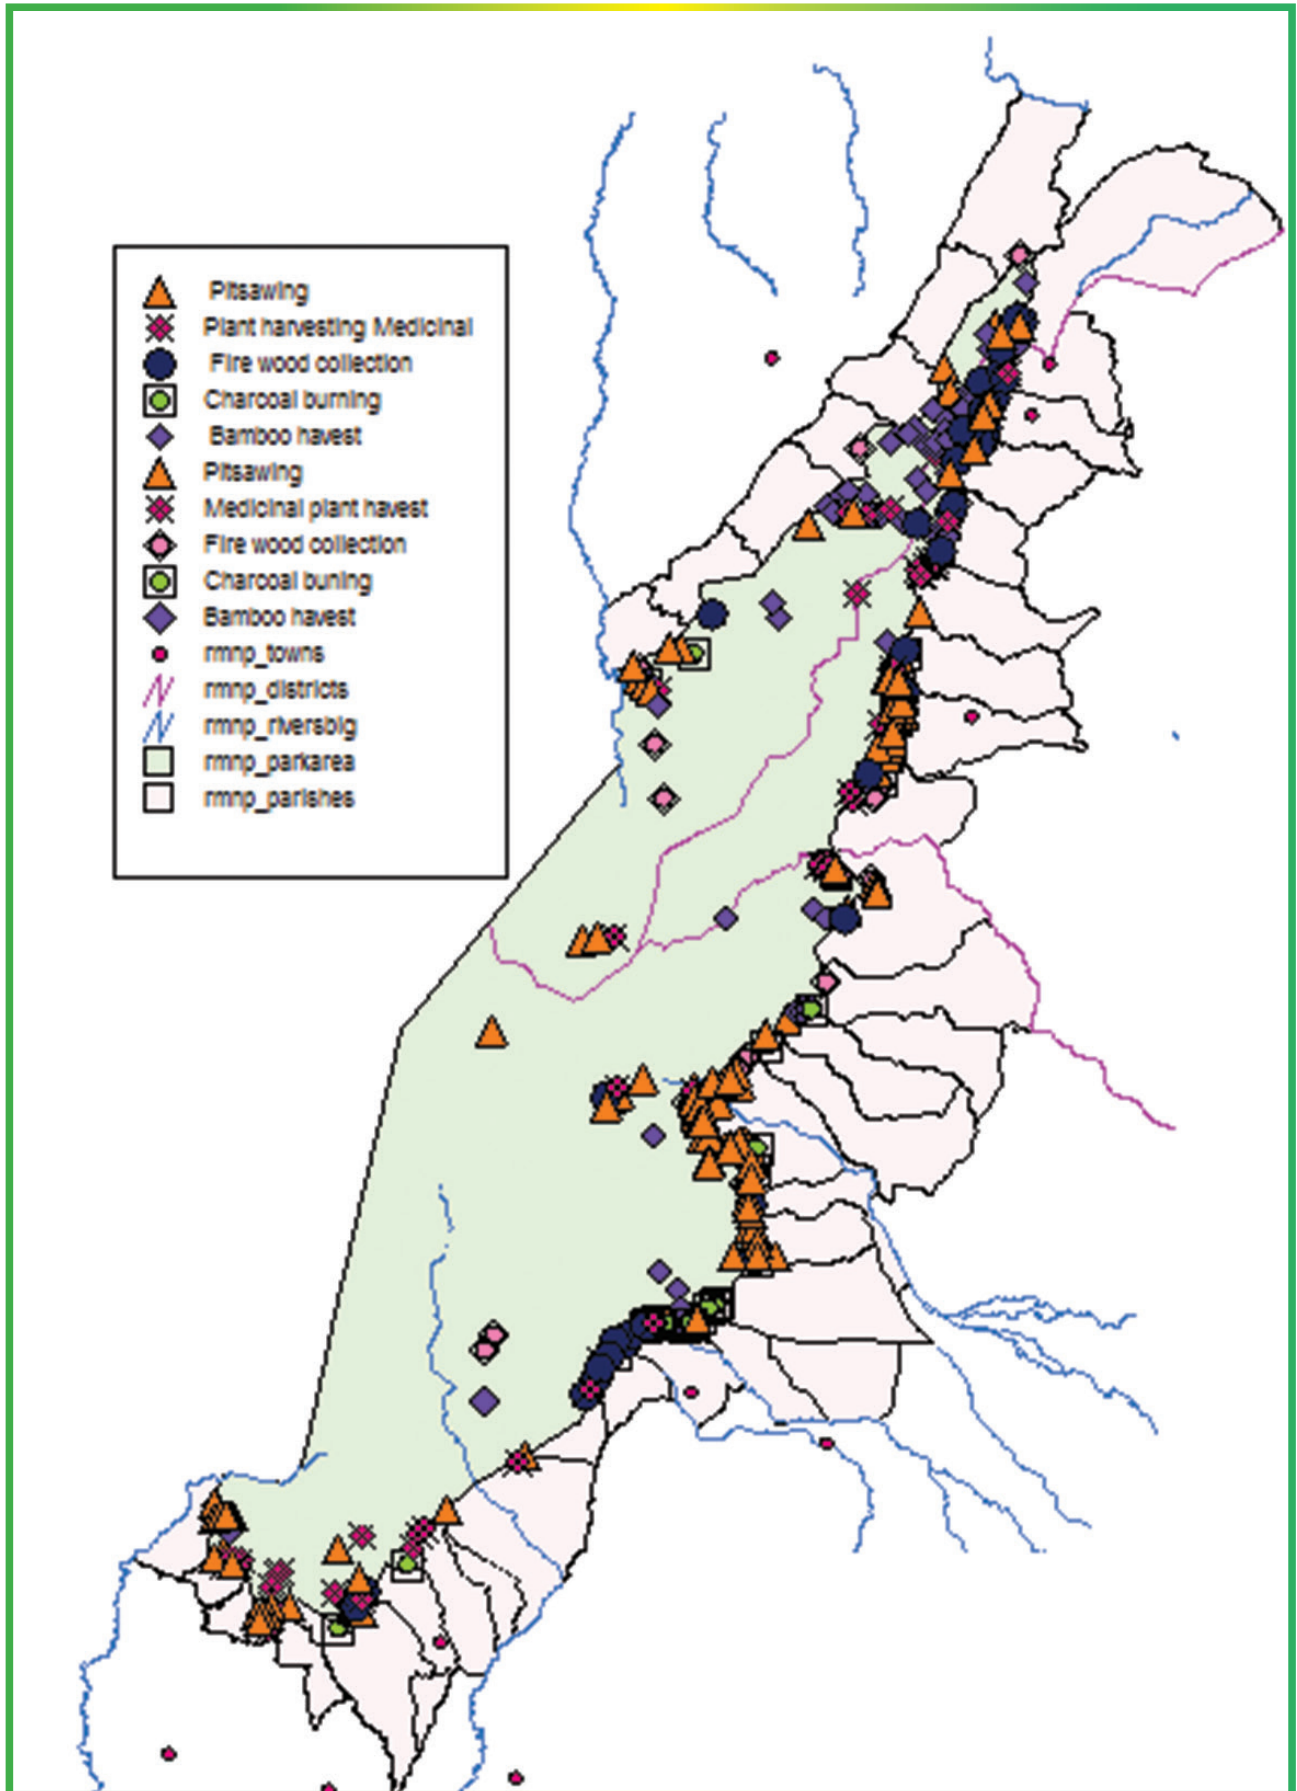 Pitsawing
Plant harvesting Medicinal
Fire wood collection
Charcoal burning
Bamboo havest
Pitsawing
Medicinal plant havest
Fire wood collection
Charcoal buning
Bamboo havest
rmnp_towns
rmnp_districts
rmnp_riversbig
rmnp_parkarea
rmnp_parishes